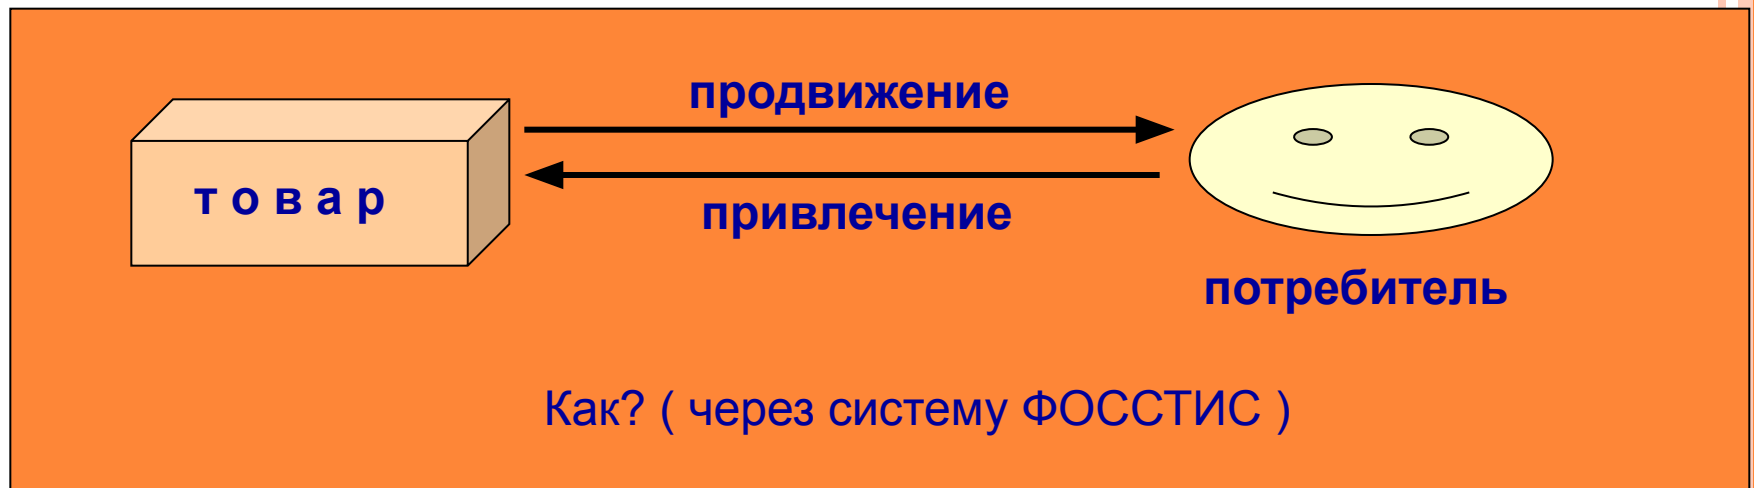 продвижение
т о в а р
привлечение
потребитель
Как? ( через систему ФОССТИС )